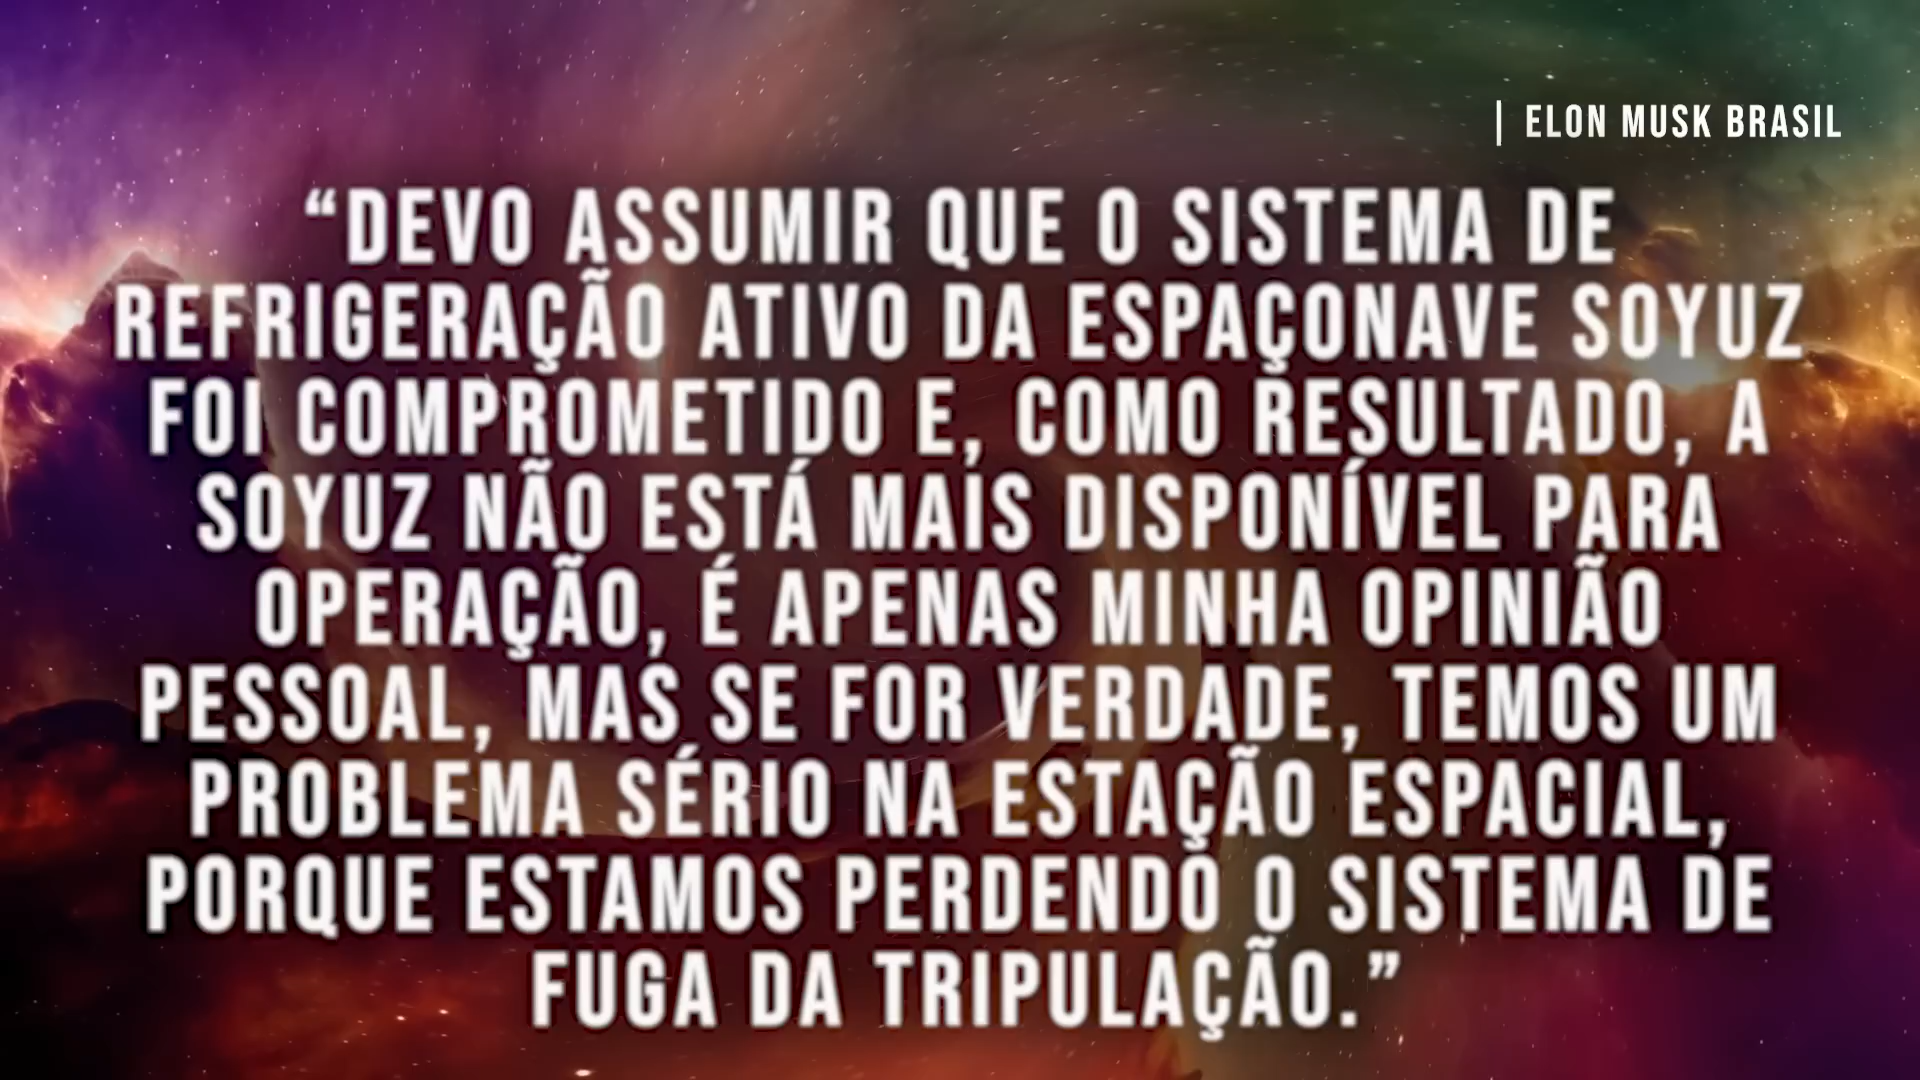 | ELON MUSK BRASIL
“DEVO ASSUMIR QUE O SISTEMA DE
REFRIGERAÇÃO ATIVO DA ESPAÇONAVE SOYUZ
FOI COMPROMETIDO E, COMO RESULTADO, A
SOYUZ NÃO ESTÁ MAIS DISPONÍVEL PARA
OPERAÇÃO, É APENAS MINHA OPINIÃO
PESSOAL, MAS SE FOR VERDADE, TEMOS UM
PROBLEMA SÉRIO NA ESTAÇÃO ESPACIAL,
PORQUE ESTAMOS PERDENDO O SISTEMA DE
FUGA DA TRIPULAÇÃO.”